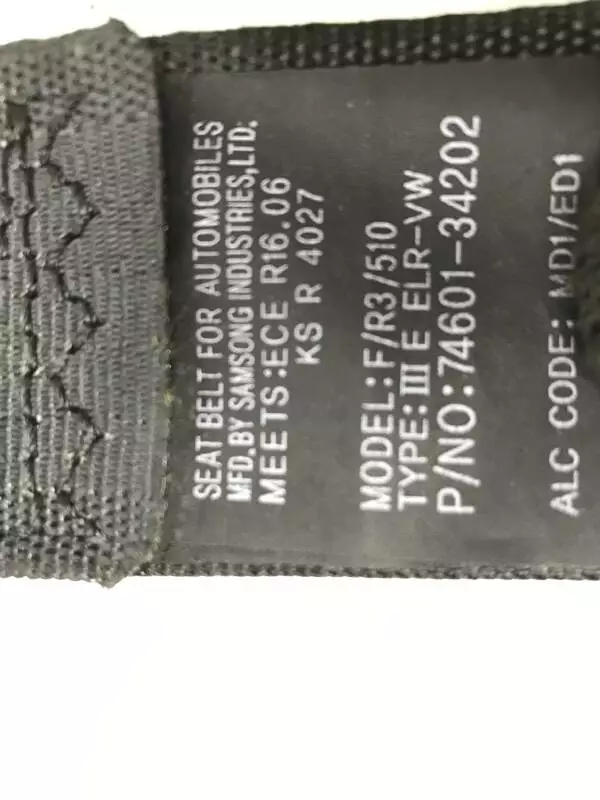 SEAT BELT FOR AUTOMOBILES
MFD.BY SAMSONG INDUSTRIES,LTD.
MEETS:ECE R16.06
KS R 4027
MODEL:F/R3/510
TYPE:III E ELR-VW
P/NO:74601-34202
ALC CODE: MD1/ED1